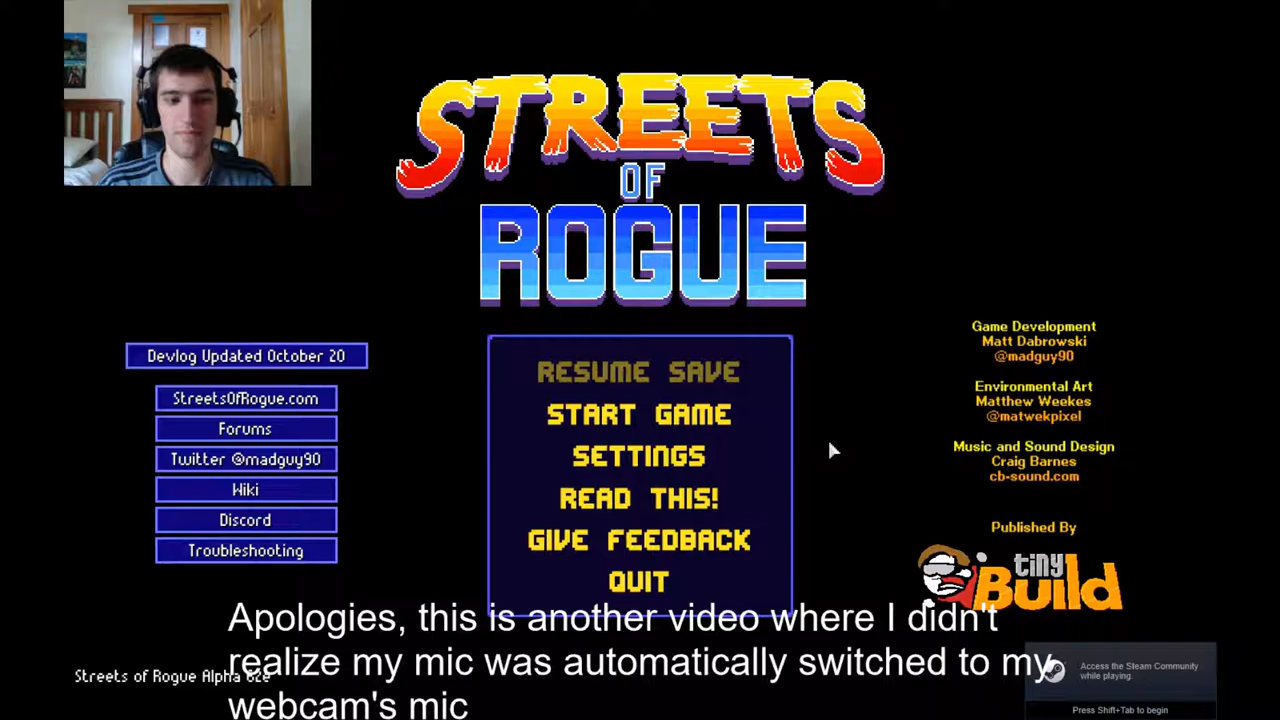 STREETS
OF
ROGUE
Devlog Updated October 20
StreetsOfRogue.com
Forums
Twitter @madguy90
Wiki
Discord
Troubleshooting
RESUME SAVE
START GAME
SETTINGS
READ THIS!
GIVE FEEDBACK
QUIT
Game Development
Matt Dabrowski
@madguy90
Environmental Art
Matthew Weekes
@matwekpixel
Music and Sound Design
Craig Barnes
cb-sound.com
Published By
tiny
Build
Apologies, this is another video where I didn't
realize my mic was automatically switched to my
webcam's mic
Streets of Rogue Alpha 62e
Access the Steam Community
while playing.
Press Shift+Tab to begin